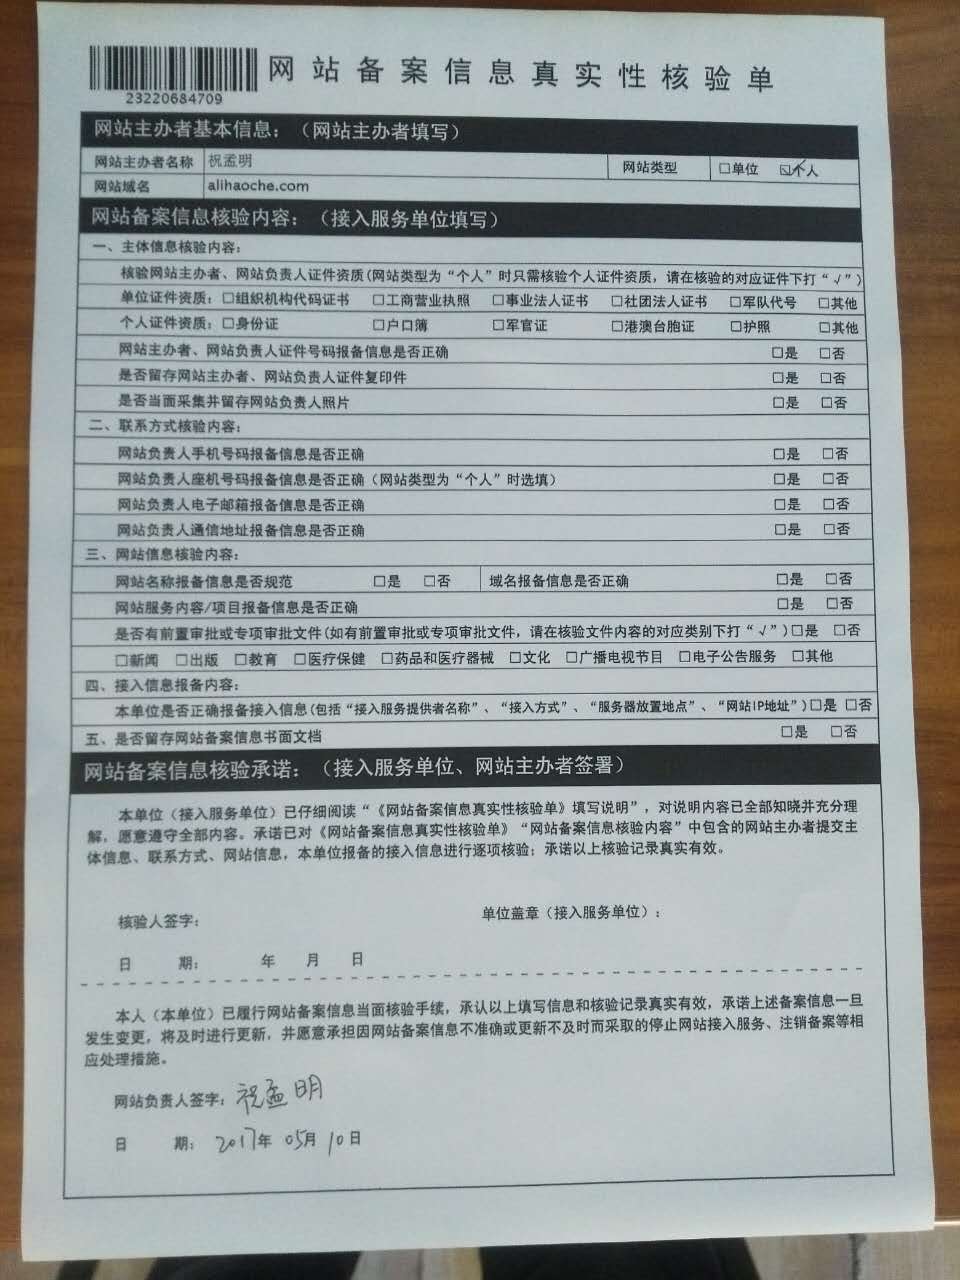 网站备案信息真实性核验单
23220684709
网站主办者基本信息：（网站主办者填写）
网站主办者名称 祝孟明 网站类型 □单位 ☑个人
网站域名 alihaoche.com
网站备案信息核验内容：（接入服务单位填写）
一、主体信息核验内容：
核验网站主办者、网站负责人证件资质(网站类型为“个人”时只需核验个人证件资质，请在核验的对应证件下打“√”)
单位证件资质：□组织机构代码证书 □工商营业执照 □事业法人证书 □社团法人证书 □军队代号 □其他
个人证件资质：□身份证 □户口簿 □军官证 □港澳台胞证 □护照 □其他
网站主办者、网站负责人证件号码报备信息是否正确 □是 □否
是否留存网站主办者、网站负责人证件复印件 □是 □否
是否当面采集并留存网站负责人照片 □是 □否
二、联系方式核验内容：
网站负责人手机号码报备信息是否正确 □是 □否
网站负责人座机号码报备信息是否正确（网站类型为“个人”时选填） □是 □否
网站负责人电子邮箱报备信息是否正确 □是 □否
网站负责人通信地址报备信息是否正确 □是 □否
三、网站信息核验内容：
网站名称报备信息是否规范 □是 □否 域名报备信息是否正确 □是 □否
网站服务内容/项目报备信息是否正确 □是 □否
是否有前置审批或专项审批文件(如有前置审批或专项审批文件，请在核验文件内容的对应类别下打“√”)□是 □否
□新闻 □出版 □教育 □医疗保健 □药品和医疗器械 □文化 □广播电视节目 □电子公告服务 □其他
四、接入信息报备内容：
本单位是否正确报备接入信息(包括“接入服务提供者名称”、“接入方式”、“服务器放置地点”、“网站IP地址”)□是 □否
五、是否留存网站备案信息书面文档 □是 □否
网站备案信息核验承诺：（接入服务单位、网站主办者签署）
本单位（接入服务单位）已仔细阅读“《网站备案信息真实性核验单》填写说明”，对说明内容已全部知晓并充分理
解，愿意遵守全部内容。承诺已对《网站备案信息真实性核验单》“网站备案信息核验内容”中包含的网站主办者提交主
体信息、联系方式、网站信息，本单位报备的接入信息进行逐项核验；承诺以上核验记录真实有效。
核验人签字： 单位盖章（接入服务单位）：
日 期： 年 月 日
本人（本单位）已履行网站备案信息当面核验手续，承认以上填写信息和核验记录真实有效，承诺上述备案信息一旦
发生变更，将及时进行更新，并愿意承担因网站备案信息不准确或更新不及时而采取的停止网站接入服务、注销备案等相
应处理措施。
网站负责人签字：祝孟明
日 期：2017年 05月 10日